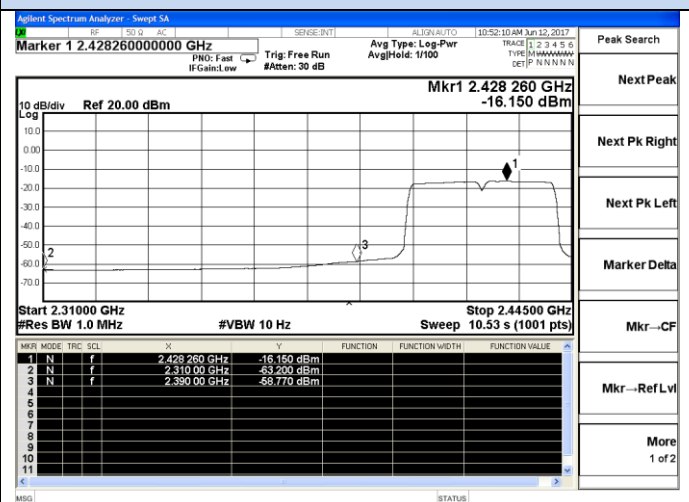 Agilent Spectrum Analyzer - Swept SA
RF 50 Ω AC SENSE:INT ALIGN AUTO 10:52:10 AM Jun 12, 2017
Marker 1 2.428260000000 GHz
PNO: Fast
IFGain:Low
Trig: Free Run
#Atten: 30 dB
Avg Type: Log-Pwr
Avg|Hold: 1/100
TRACE 1 2 3 4 5 6
TYPE M WWWWW
DET P N N N N N
Mkr1 2.428 260 GHz
-16.150 dBm
10 dB/div Ref 20.00 dBm
Log
10.0
0.00
-10.0
-20.0
-30.0
-40.0
-50.0
-60.0
-70.0
1
2
3
Start 2.31000 GHz Stop 2.44500 GHz
#Res BW 1.0 MHz #VBW 10 Hz Sweep 10.53 s (1001 pts)
MKR MODE TRC SCL X Y FUNCTION FUNCTION WIDTH FUNCTION VALUE
1 N f 2.428 260 GHz -16.150 dBm
2 N f 2.310 00 GHz -63.200 dBm
3 N f 2.390 00 GHz -58.770 dBm
4
5
6
7
8
9
10
11
MSG STATUS
Peak Search
Next Peak
Next Pk Right
Next Pk Left
Marker Delta
Mkr→CF
Mkr→Ref Lvl
More
1 of 2